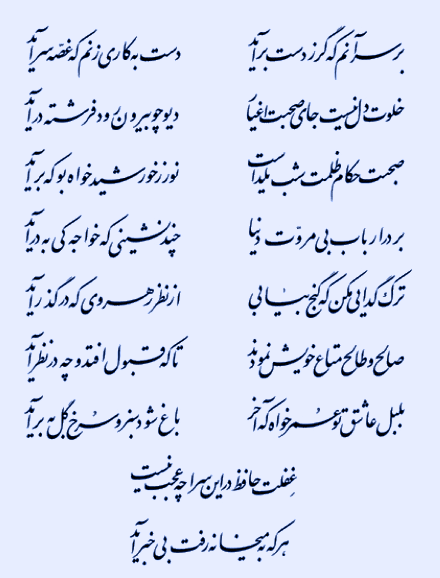 بر سر آنم که گر ز دست برآید دست به کاری زنم که غصه سر آید
خلوت دل نیست جای صحبت اغیار دیو چو بیرون رود فرشته درآید
صحبت حکام ظلمت شب یلداست نور ز خورشید خواه بو که برآید
بر در ارباب بی مروّت دنیا چند نشینی که خواجه کی به درآید
ترک گدایی مکن که گنج بیابی از نظر رهروی که در گذر آید
صالح و طالح متاع خویش نمودند تا که قبول افتد و چه در نظر آید
بلبل عاشق تو عمر خواه که آخر باغ شود سبز و سرخ گل به برآید
غفلت حافظ در این سراچه عجب نیست
هر که به میخانه رفت بی خبر آید